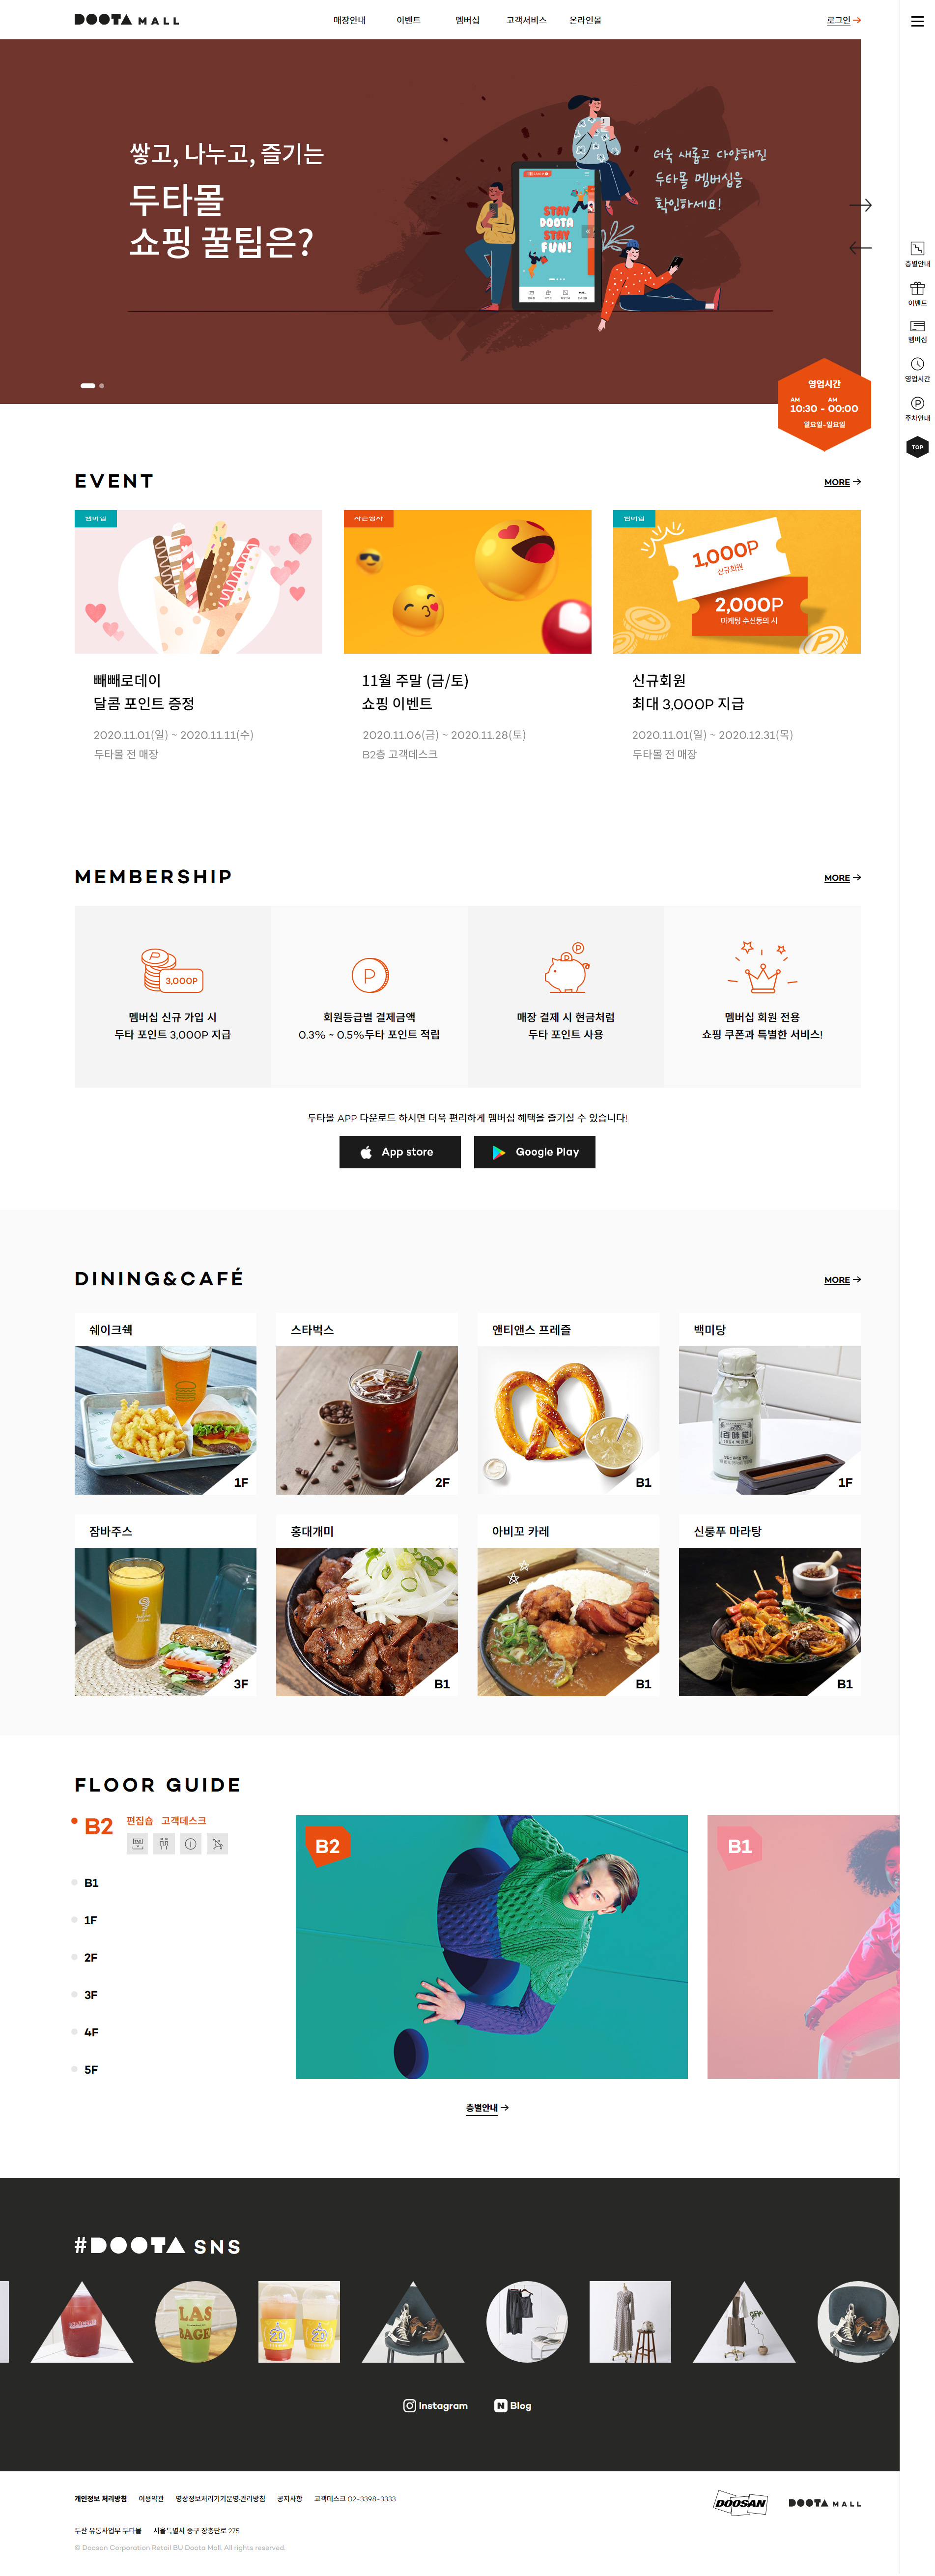 DOOTA MALL
매장안내 이벤트 멤버십 고객서비스 온라인몰
로그인
쌓고, 나누고, 즐기는
두타몰
쇼핑 꿀팁은?
STAY
DOOTA
STAY
FUN!
더욱 새롭고 다양해진
두타몰 멤버십을
확인하세요!
영업시간
AM AM
10:30 - 00:00
월요일-일요일
층별안내
이벤트
멤버십
영업시간
주차안내
TOP
EVENT
MORE
1,000P
신규회원
2,000P
마케팅 수신동의 시
빼빼로데이
달콤 포인트 증정
2020.11.01(일) ~ 2020.11.11(수)
두타몰 전 매장
11월 주말 (금/토)
쇼핑 이벤트
2020.11.06(금) ~ 2020.11.28(토)
B2층 고객데스크
신규회원
최대 3,000P 지급
2020.11.01(일) ~ 2020.12.31(목)
두타몰 전 매장
MEMBERSHIP
MORE
P
3,000P
멤버십 신규 가입 시
두타 포인트 3,000P 지급
P
회원등급별 결제금액
0.3% ~ 0.5%두타 포인트 적립
P
P
매장 결제 시 현금처럼
두타 포인트 사용
멤버십 회원 전용
쇼핑 쿠폰과 특별한 서비스!
두타몰 APP 다운로드 하시면 더욱 편리하게 멤버십 혜택을 즐기실 수 있습니다!
App store
Google Play
DINING&CAFÉ
MORE
쉐이크쉑
1F
스타벅스
2F
앤티앤스 프레즐
B1
백미당
1F
잠바주스
3F
홍대개미
B1
아비꼬 카레
B1
신룽푸 마라탕
B1
FLOOR GUIDE
B2
편집숍 | 고객데스크
B1
1F
2F
3F
4F
5F
B2
B1
층별안내
#DOOTA SNS
LAS
BAGE
Instagram
N Blog
개인정보 처리방침 이용약관 영상정보처리기기운영·관리방침 공지사항 고객데스크 02-3398-3333
DOOSAN
DOOTA MALL
두산 유통사업부 두타몰 서울특별시 중구 장충단로 275
© Doosan Corporation Retail BU Doota Mall. All rights reserved.